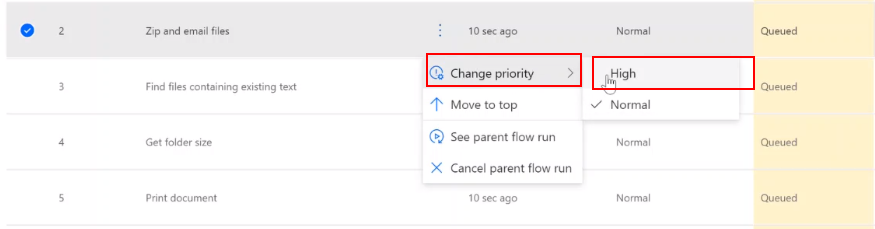 2 Zip and email files 10 sec ago Normal Queued
Change priority High
3 Find files containing existing text Queued
Move to top Normal
See parent flow run
4 Get folder size Normal Queued
Cancel parent flow run
5 Print document 10 sec ago Normal Queued